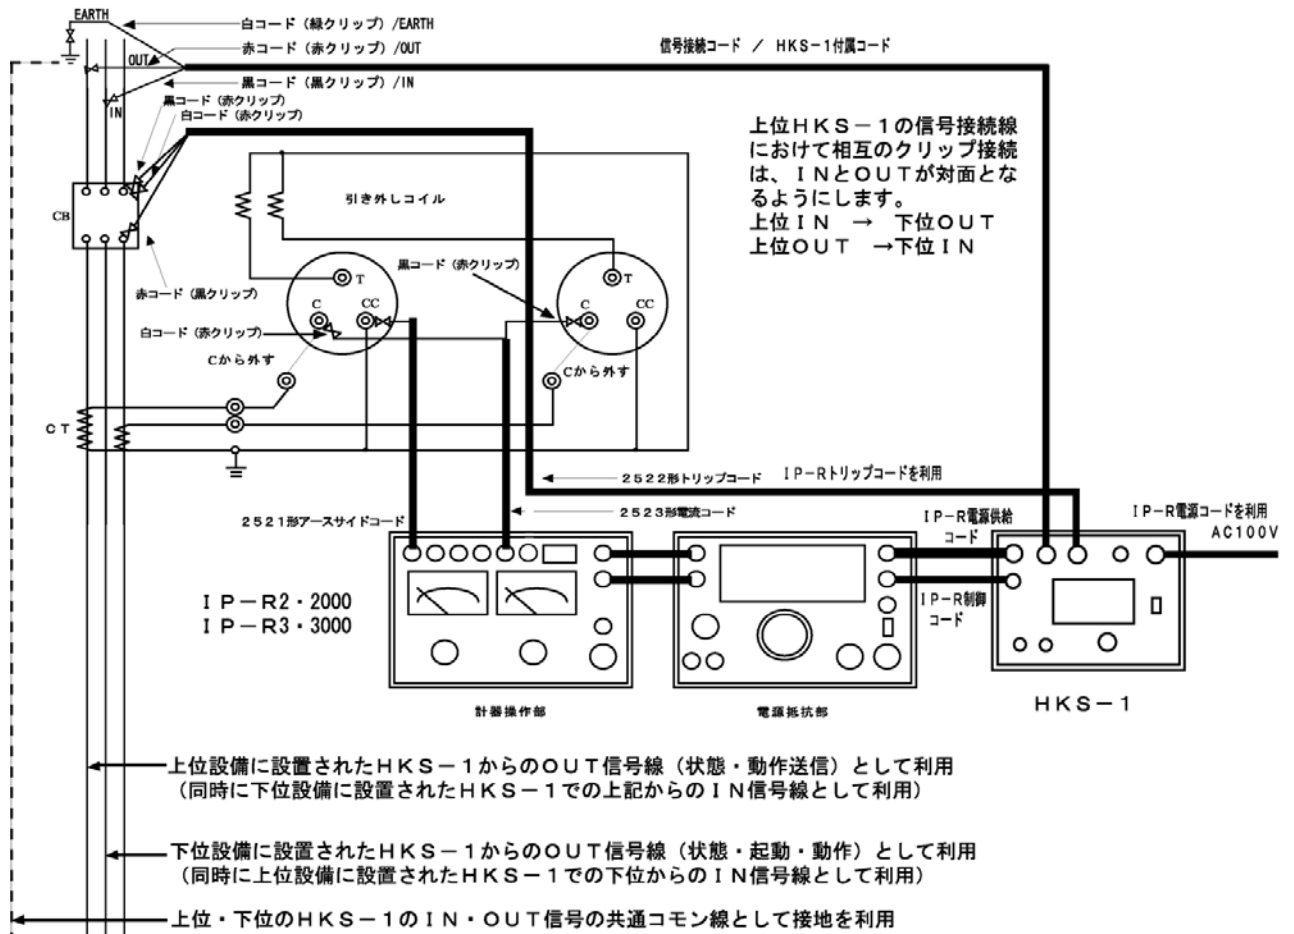 EARTH
白コード（緑クリップ）/EARTH
赤コード（赤クリップ）/OUT
OUT
信号接続コード ／ HKS-1付属コード
黒コード（黒クリップ）/IN
黒コード（赤クリップ）
IN
白コード（赤クリップ）
上位HKS－1の信号接続線
におけて相互のクリップ接続
は、INとOUTが対面とな
るようにします。
上位IN → 下位OUT
上位OUT →下位IN
引き外しコイル
CB
黒コード（赤クリップ）
T
T
赤コード（黒クリップ）
C
CC
C
CC
白コード（赤クリップ）
Cから外す
Cから外す
CT
2522形トリップコード
IP－Rトリップコードを利用
2521形アースサイドコード
2523形電流コード
IP－R電源供給
コード
IP－R電源コードを利用
AC100V
IP－R2・2000
IP－R3・3000
IP－R制御
コード
計器操作部
電源抵抗部
HKS－1
上位設備に設置されたHKS－1からのOUT信号線（状態・動作送信）として利用
（同時に下位設備に設置されたHKS－1での上記からのIN信号線として利用）
下位設備に設置されたHKS－1からのOUT信号線（状態・起動・動作）として利用
（同時に上位設備に設置されたHKS－1での下位からのIN信号線として利用）
上位・下位のHKS－1のIN・OUT信号の共通コモン線として接地を利用